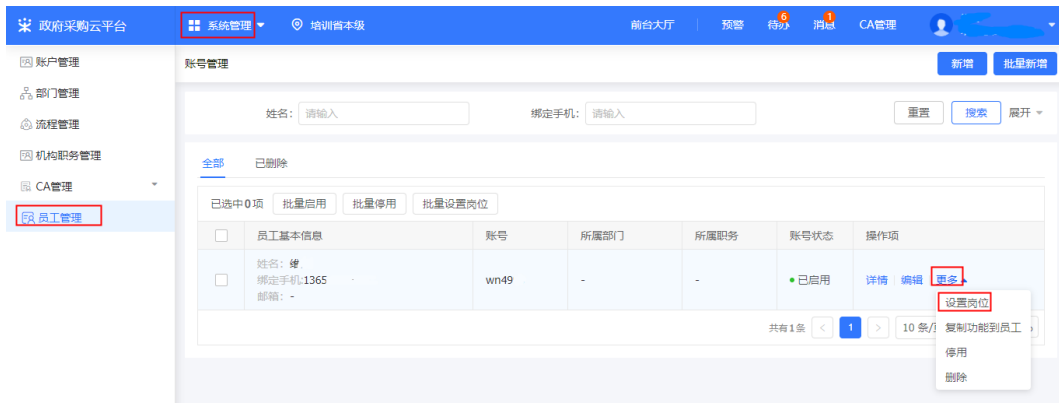 政府采购云平台 系统管理 培训省本级 前台大厅 预警 待办 6 消息 1 CA管理
账户管理
部门管理
流程管理
机构职务管理
CA管理
员工管理
账号管理 新增 批量新增
姓名: 请输入 绑定手机: 请输入 重置 搜索 展开
全部 已删除
已选中0项 批量启用 批量停用 批量设置岗位
员工基本信息 账号 所属部门 所属职务 账号状态 操作项
姓名:
绑定手机:1365
邮箱: -
wn49 - - 已启用 详情 编辑 更多
设置岗位
复制功能到员工
停用
删除
共有1条 < 1 > 10 条/